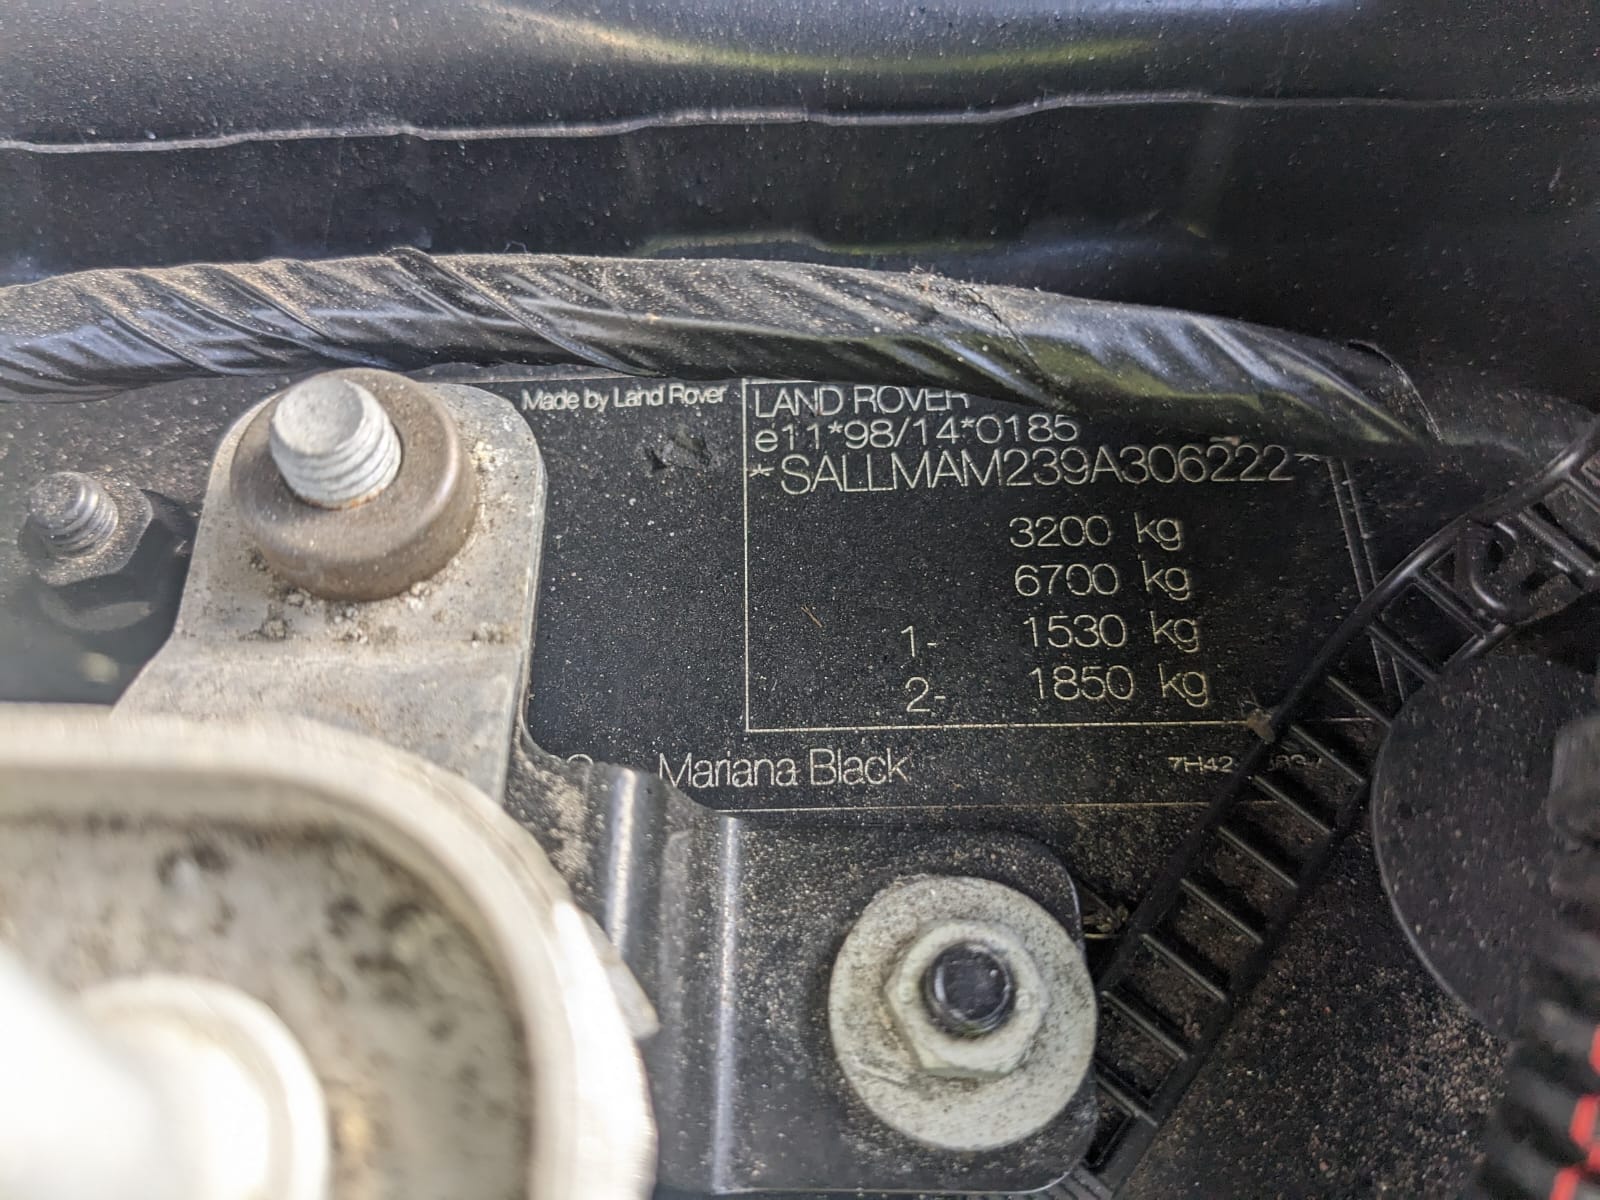 Made by Land Rover
LAND ROVER
e11*98/14*0185
*SALLMAM239A306222*
3200 kg
6700 kg
1- 1530 kg
2- 1850 kg
Mariana Black
7H42